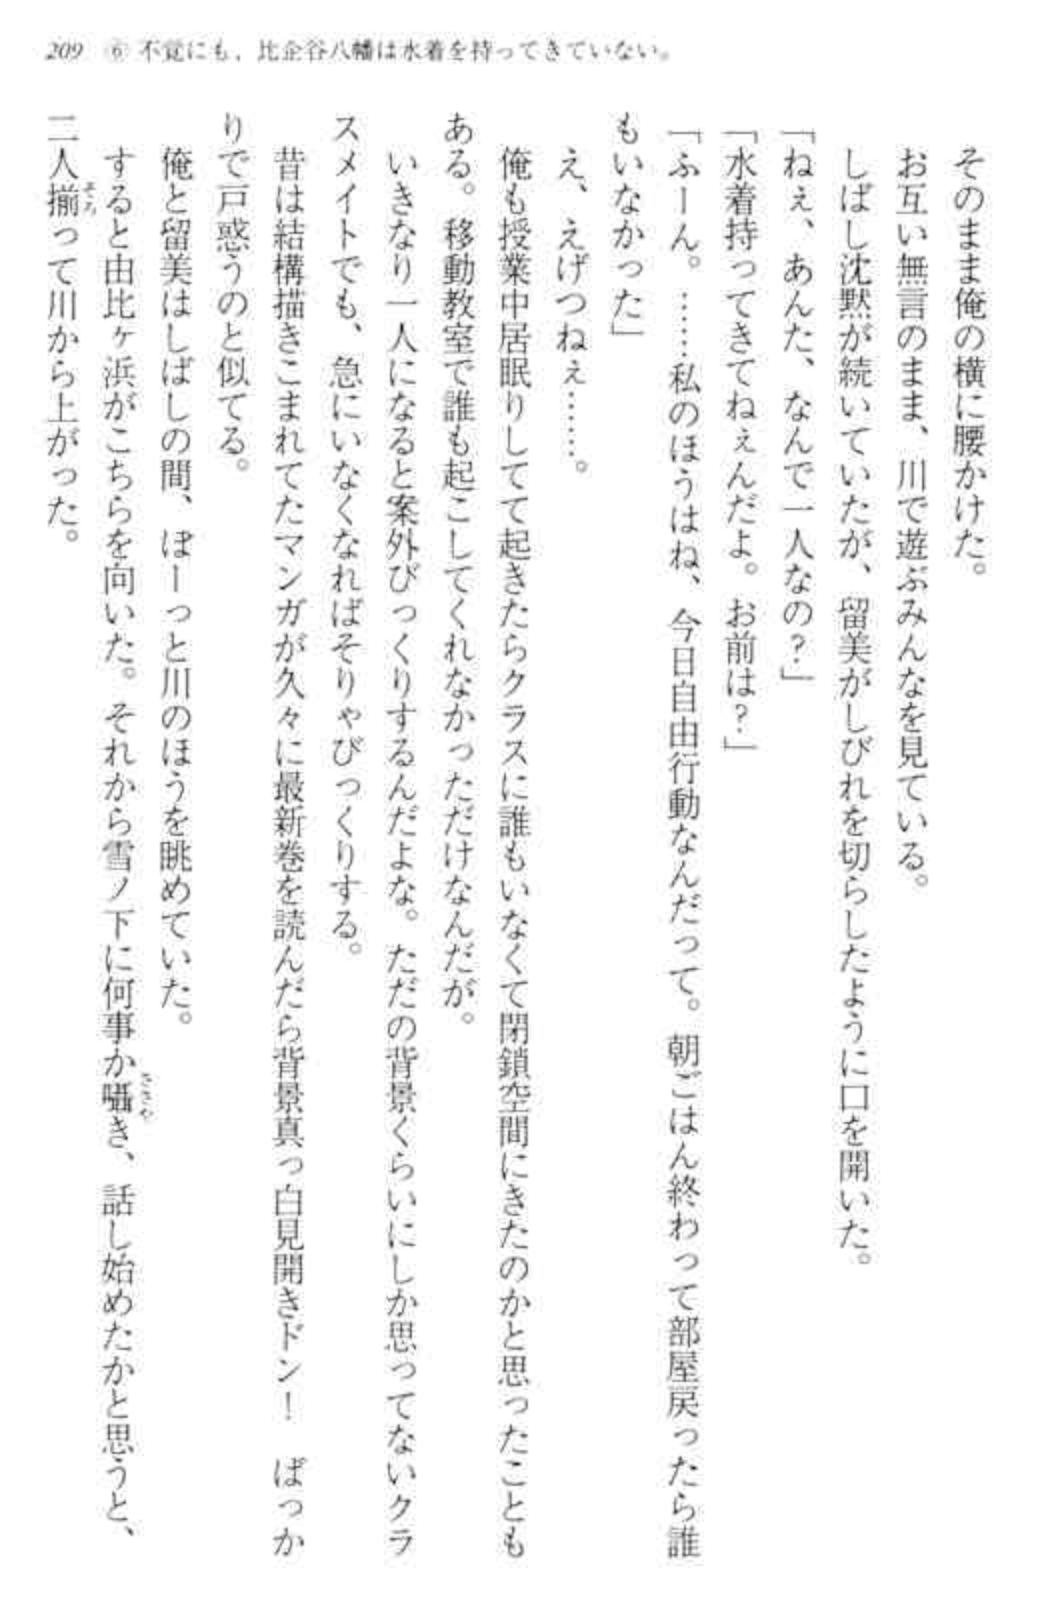 209 ⑥ 不覚にも、比企谷八幡は水着を持ってきていない。
そのまま俺の横に腰かけた。
お互い無言のまま、川で遊ぶみんなを見ている。
しばし沈黙が続いていたが、留美がしびれを切らしたように口を開いた。
「ねぇ、あんた、なんで一人なの？」
「水着持ってきてねぇんだよ。お前は？」
「ふーん。……私のほうはね、今日自由行動なんだって。朝ごはん終わって部屋戻ったら誰
もいなかった」
え、えげつねぇ……。
俺も授業中居眠りしてて起きたらクラスに誰もいなくて閉鎖空間にきたのかと思ったことも
ある。移動教室で誰も起こしてくれなかっただけなんだが。
いきなり一人になると案外びっくりするんだよな。ただの背景くらいにしか思ってないクラ
スメイトでも、急にいなくなればそりゃびっくりする。
昔は結構描きこまれてたマンガが久々に最新巻を読んだら背景真っ白見開きドン！　ばっか
りで戸惑うのと似てる。
俺と留美はしばしの間、ぼーっと川のほうを眺めていた。
すると由比ヶ浜がこちらを向いた。それから雪ノ下に何事か囁き、話し始めたかと思うと、
二人揃って川から上がった。